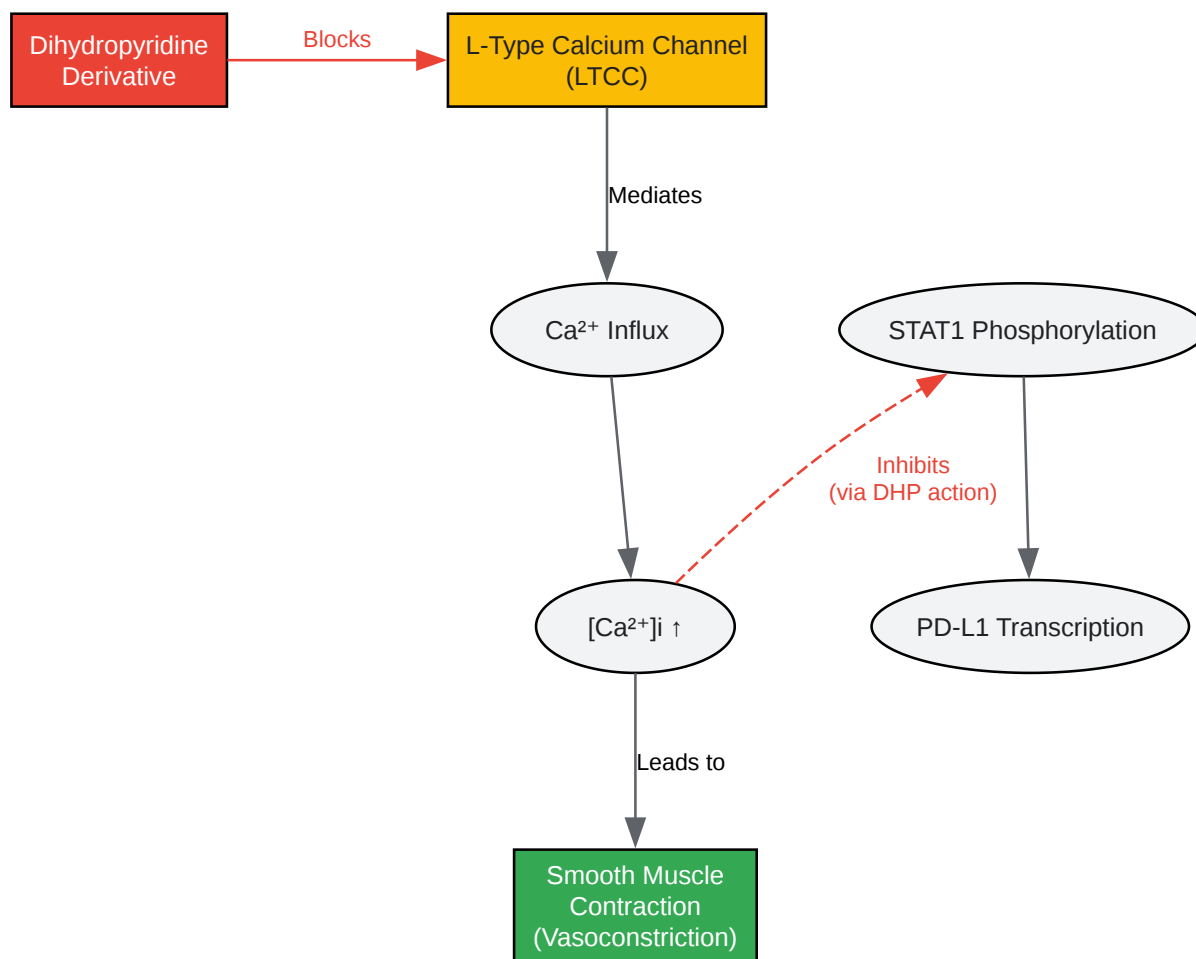 Dihydropyridine
Derivative
Blocks
L-Type Calcium Channel
(LTCC)
Mediates
Ca²⁺ Influx
STAT1 Phosphorylation
Inhibits
(via DHP action)
[Ca²⁺]i ↑
PD-L1 Transcription
Leads to
Smooth Muscle
Contraction
(Vasoconstriction)